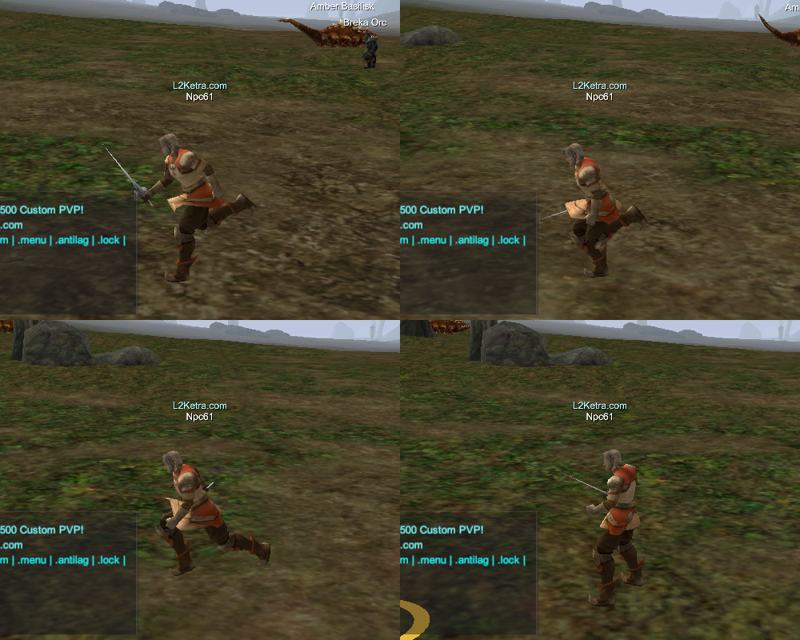 Amber Basilisk
Breka Orc
L2Ketra.com
Npc61
500 Custom PVP!
.com
m | .menu | .antilag | .lock |
Am
L2Ketra.com
Npc61
500 Custom PVP!
.com
m | .menu | .antilag | .lock |
L2Ketra.com
Npc61
500 Custom PVP!
.com
m | .menu | .antilag | .lock |
L2Ketra.com
Npc61
500 Custom PVP!
.com
m | .menu | .antilag | .lock |